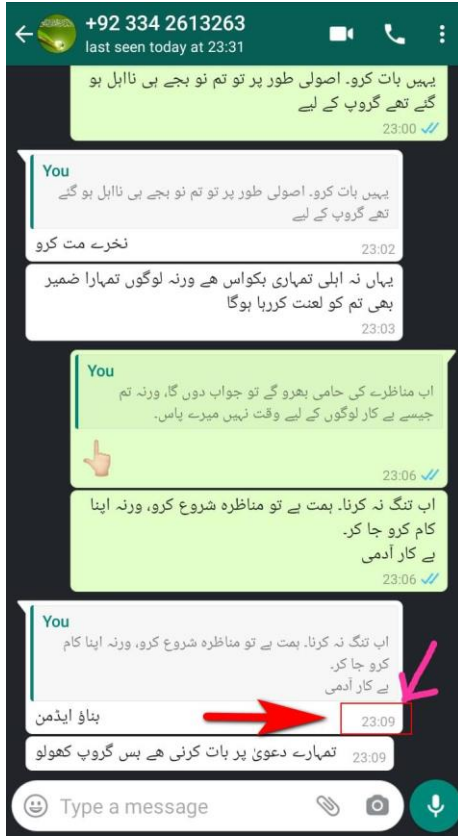 +92 334 2613263
last seen today at 23:31
یہیں بات کرو۔ اصولی طور پر تو تم نو بجے ہی نااہل ہو
گئے تھے گروپ کے لیے
23:00
You
یہیں بات کرو۔ اصولی طور پر تو تم نو بجے ہی نااہل ہو گئے
تھے گروپ کے لیے
نخرے مت کرو
23:02
یہاں نہ اہلی تمہاری بکواس ھے ورنہ لوگوں تمہارا ضمیر
بھی تم کو لعنت کررہا ہوگا
23:03
You
اب مناظرے کی حامی بھرو گے تو جواب دوں گا، ورنہ تم
جیسے بے کار لوگوں کے لیے وقت نہیں میرے پاس۔
23:06
اب تنگ نہ کرنا۔ ہمت ہے تو مناظرہ شروع کرو، ورنہ اپنا
کام کرو جا کر۔
بے کار آدمی
23:06
You
اب تنگ نہ کرنا۔ ہمت ہے تو مناظرہ شروع کرو، ورنہ اپنا کام
کرو جا کر۔
بے کار آدمی
بناؤ ایڈمن
23:09
تمہارے دعویٰ پر بات کرنی ھے بس گروپ کھولو
23:09
Type a message